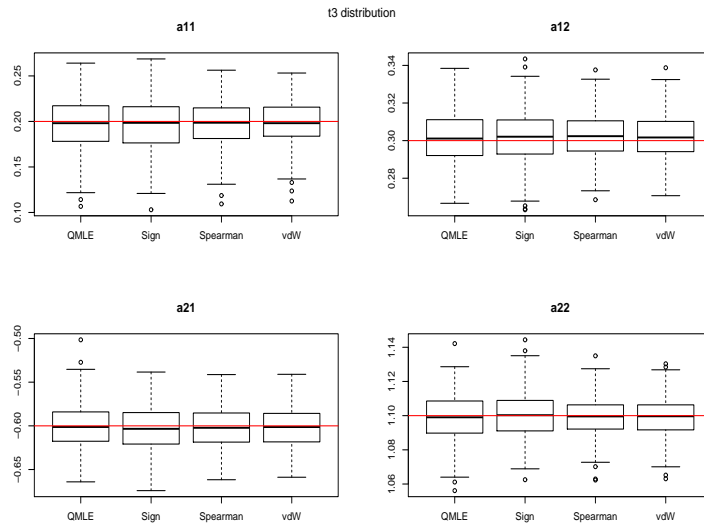 t3 distribution
a11
0.10 0.15 0.20 0.25
QMLE Sign Spearman vdW
a12
0.28 0.30 0.32 0.34
QMLE Sign Spearman vdW
a21
−0.65 −0.60 −0.55 −0.50
QMLE Sign Spearman vdW
a22
1.06 1.08 1.10 1.12 1.14
QMLE Sign Spearman vdW